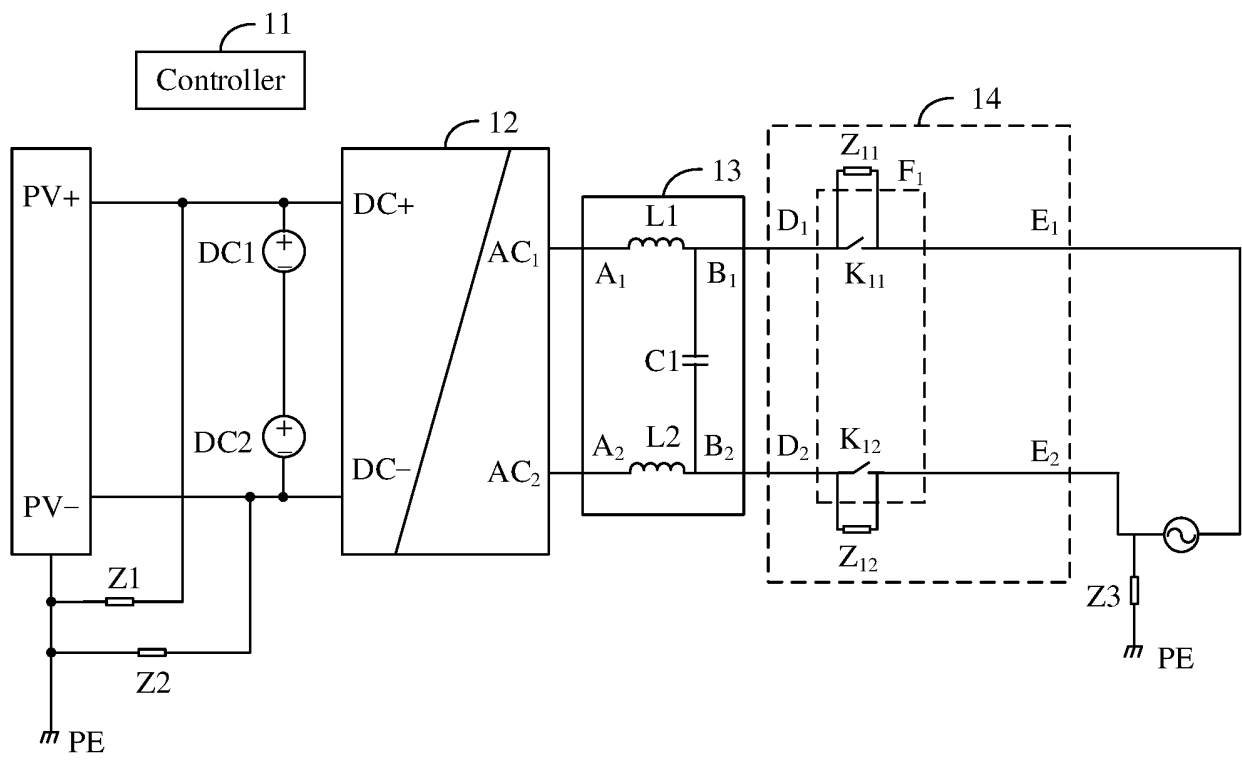 11
Controller
12
14
Z₁₁
F₁
13
PV+
DC+
L1
D₁
E₁
DC1
+
−
AC₁
A₁
B₁
K₁₁
C1
DC2
+
−
DC−
AC₂
A₂
L2
B₂
D₂
K₁₂
E₂
PV−
Z₁₂
Z1
Z2
Z3
PE
PE